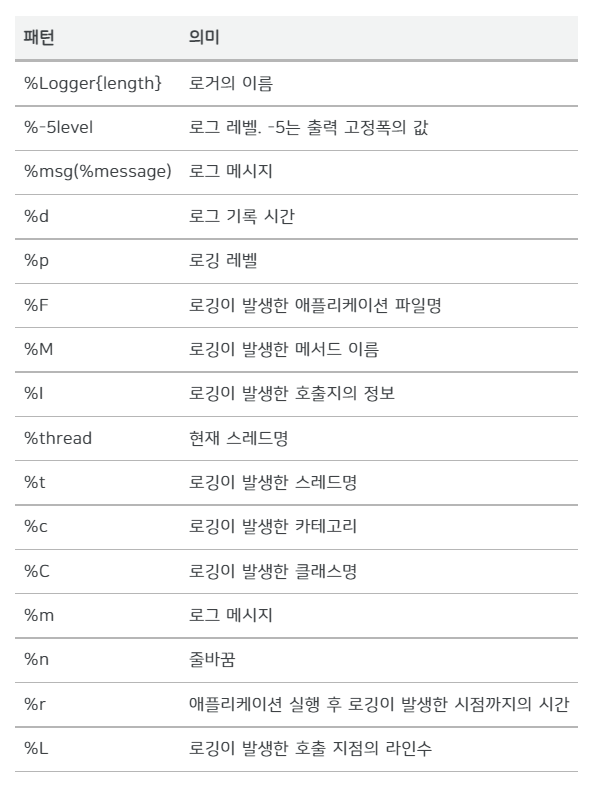 패턴 의미
%Logger{length} 로거의 이름
%-5level 로그 레벨. -5는 출력 고정폭의 값
%msg(%message) 로그 메시지
%d 로그 기록 시간
%p 로깅 레벨
%F 로깅이 발생한 애플리케이션 파일명
%M 로깅이 발생한 메서드 이름
%l 로깅이 발생한 호출지의 정보
%thread 현재 스레드명
%t 로깅이 발생한 스레드명
%c 로깅이 발생한 카테고리
%C 로깅이 발생한 클래스명
%m 로그 메시지
%n 줄바꿈
%r 애플리케이션 실행 후 로깅이 발생한 시점까지의 시간
%L 로깅이 발생한 호출 지점의 라인수